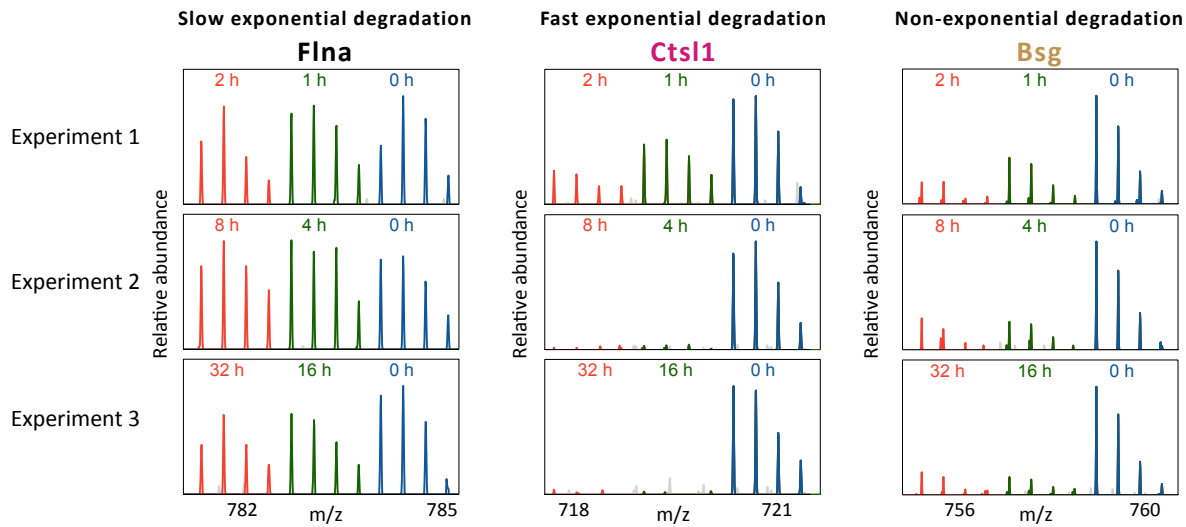 Slow exponential degradation Fast exponential degradation Non-exponential degradation
Flna Ctsl1 Bsg
2 h 1 h 0 h 2 h 1 h 0 h 2 h 1 h 0 h
Experiment 1
8 h 4 h 0 h 8 h 4 h 0 h 8 h 4 h 0 h
Experiment 2
Relative abundance Relative abundance Relative abundance
32 h 16 h 0 h 32 h 16 h 0 h 32 h 16 h 0 h
Experiment 3
782 m/z 785 718 m/z 721 756 m/z 760